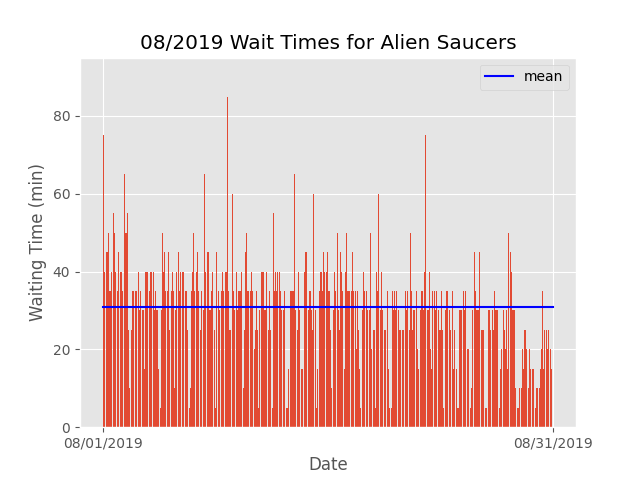 08/2019 Wait Times for Alien Saucers
mean
80
60
40
20
0
Waiting Time (min)
08/01/2019
08/31/2019
Date